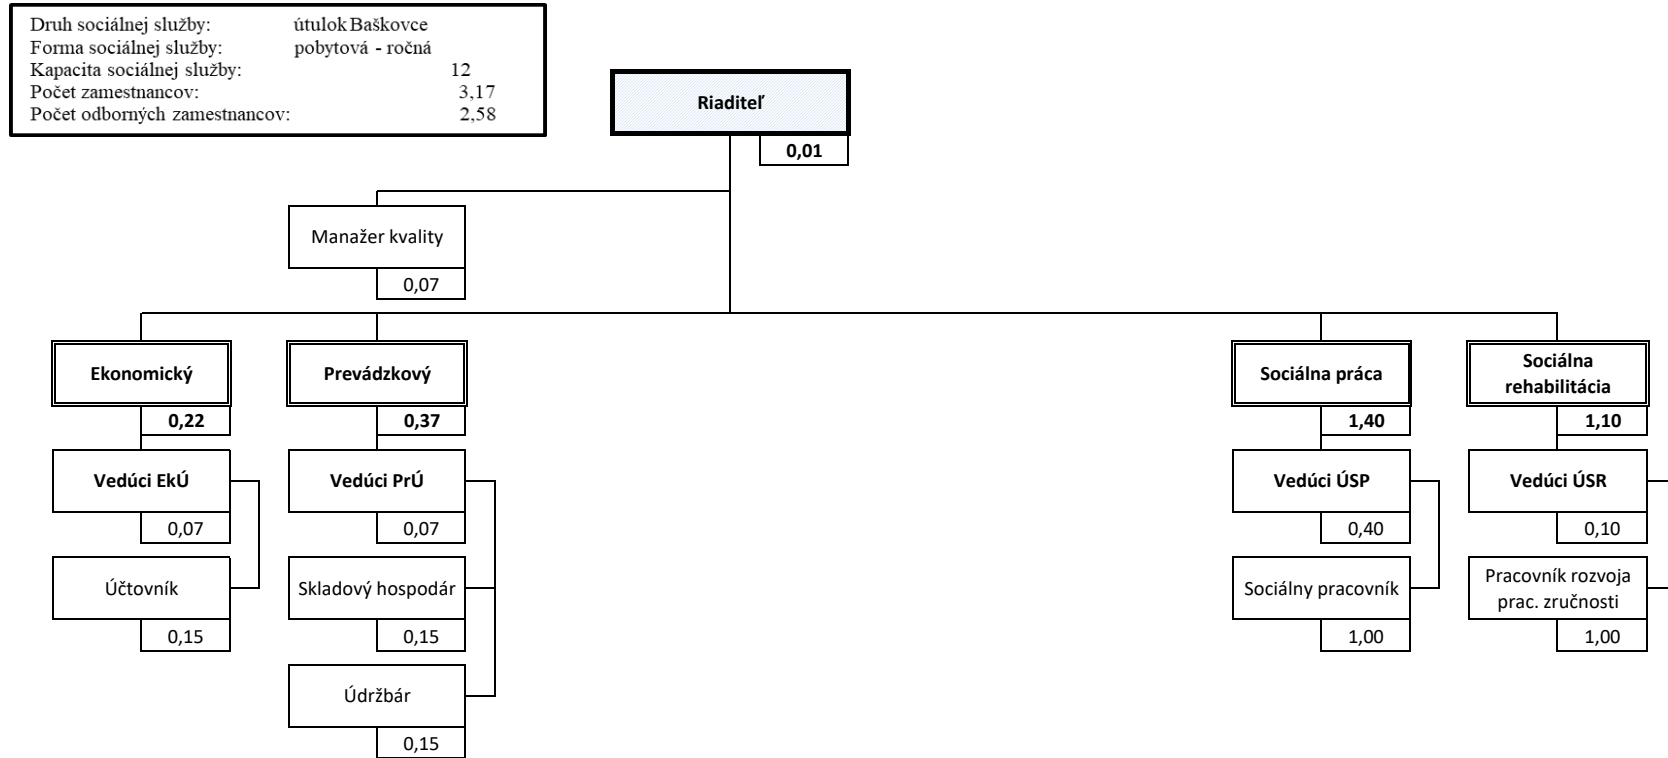 Druh sociálnej služby: útulok Baškovce
Forma sociálnej služby: pobytová - ročná
Kapacita sociálnej služby: 12
Počet zamestnancov: 3,17
Počet odborných zamestnancov: 2,58
Riaditeľ
0,01
Manažer kvality
0,07
Ekonomický
0,22
Vedúci EkÚ
0,07
Účtovník
0,15
Prevádzkový
0,37
Vedúci PrÚ
0,07
Skladový hospodár
0,15
Údržbár
0,15
Sociálna práca
1,40
Vedúci ÚSP
0,40
Sociálny pracovník
1,00
Sociálna
rehabilitácia
1,10
Vedúci ÚSR
0,10
Pracovník rozvoja
prac. zručnosti
1,00